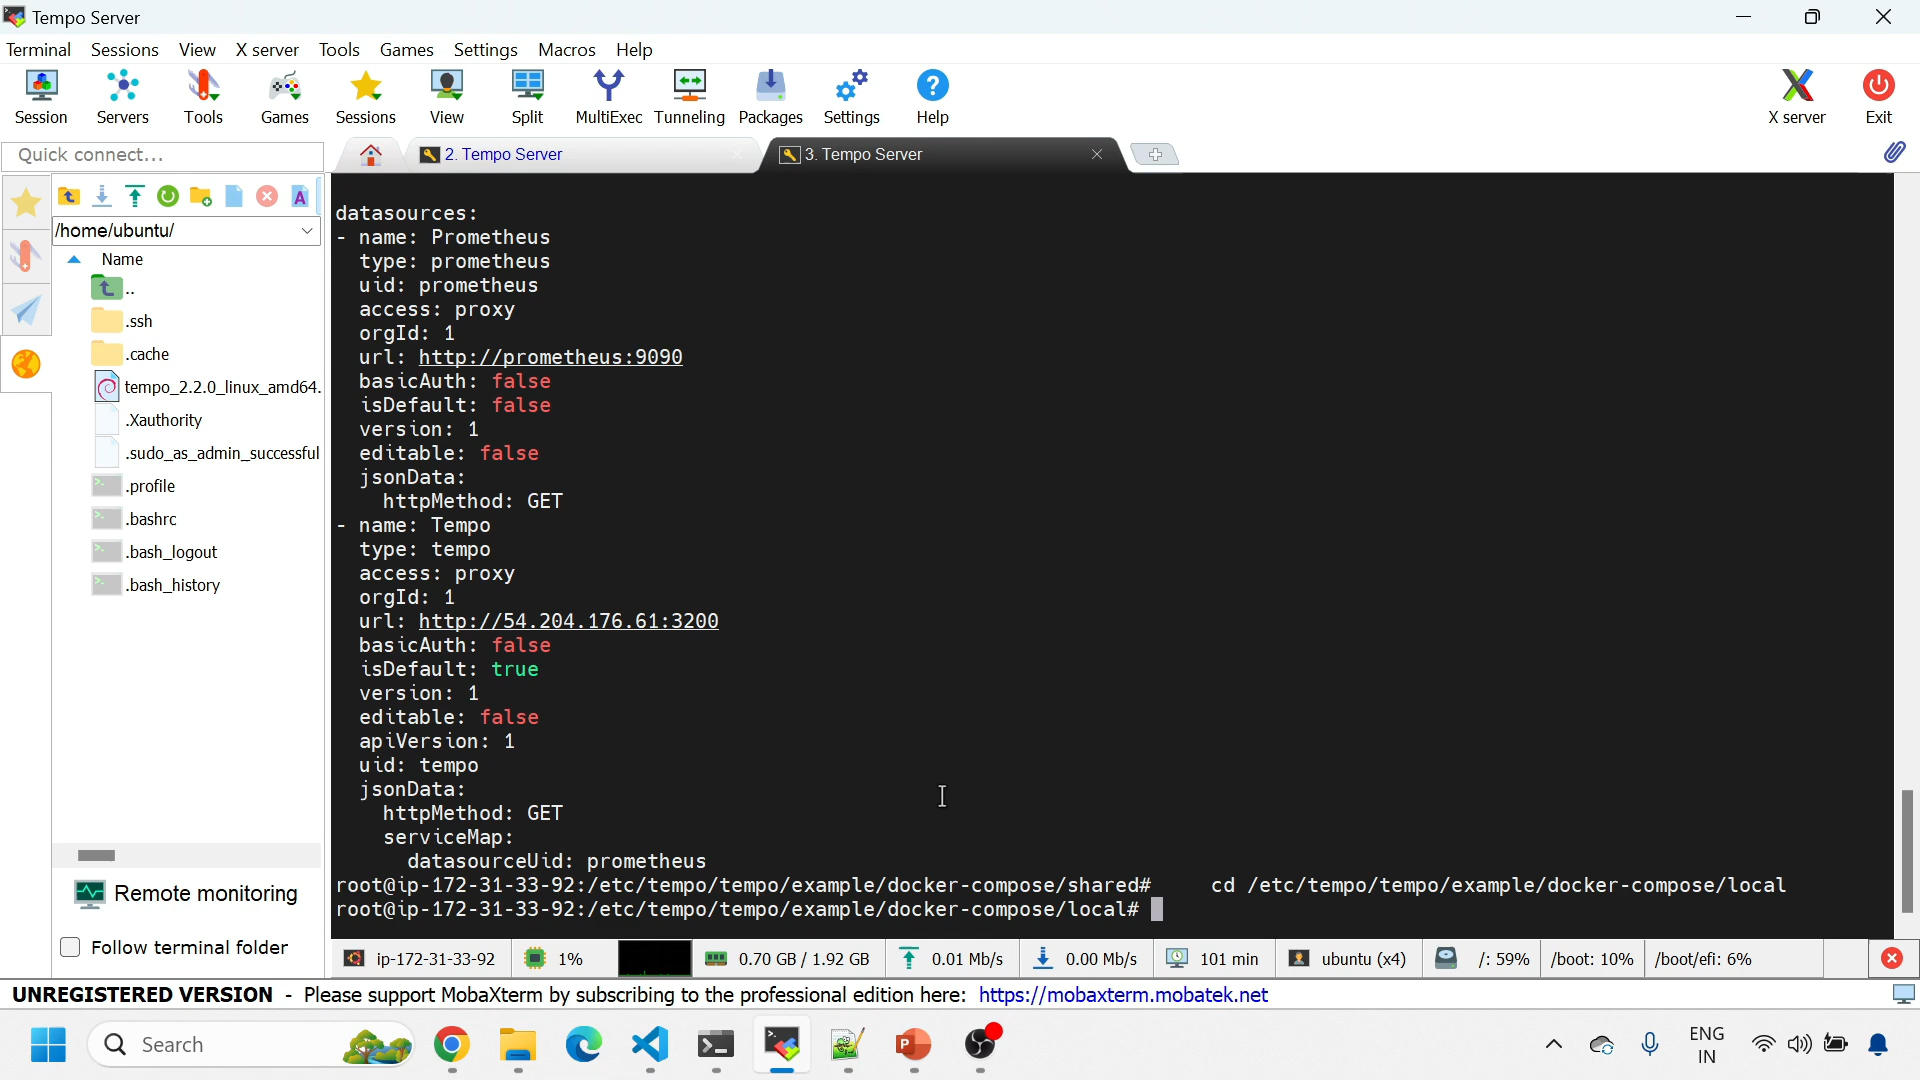 Tempo Server
Terminal Sessions View X server Tools Games Settings Macros Help
Session Servers Tools Games Sessions View Split MultiExec Tunneling Packages Settings Help X server Exit
Quick connect...
2. Tempo Server
3. Tempo Server
/home/ubuntu/
Name
..
.ssh
.cache
tempo_2.2.0_linux_amd64.
.Xauthority
.sudo_as_admin_successful
.profile
.bashrc
.bash_logout
.bash_history
Remote monitoring
Follow terminal folder
datasources:
- name: Prometheus
type: prometheus
uid: prometheus
access: proxy
orgId: 1
url: http://prometheus:9090
basicAuth: false
isDefault: false
version: 1
editable: false
jsonData:
httpMethod: GET
- name: Tempo
type: tempo
access: proxy
orgId: 1
url: http://54.204.176.61:3200
basicAuth: false
isDefault: true
version: 1
editable: false
apiVersion: 1
uid: tempo
jsonData:
httpMethod: GET
serviceMap:
datasourceUid: prometheus
root@ip-172-31-33-92:/etc/tempo/tempo/example/docker-compose/shared# cd /etc/tempo/tempo/example/docker-compose/local
root@ip-172-31-33-92:/etc/tempo/tempo/example/docker-compose/local#
ip-172-31-33-92 1% 0.70 GB / 1.92 GB 0.01 Mb/s 0.00 Mb/s 101 min ubuntu (x4) /: 59% /boot: 10% /boot/efi: 6%
UNREGISTERED VERSION - Please support MobaXterm by subscribing to the professional edition here: https://mobaxterm.mobatek.net
Search
ENG
IN